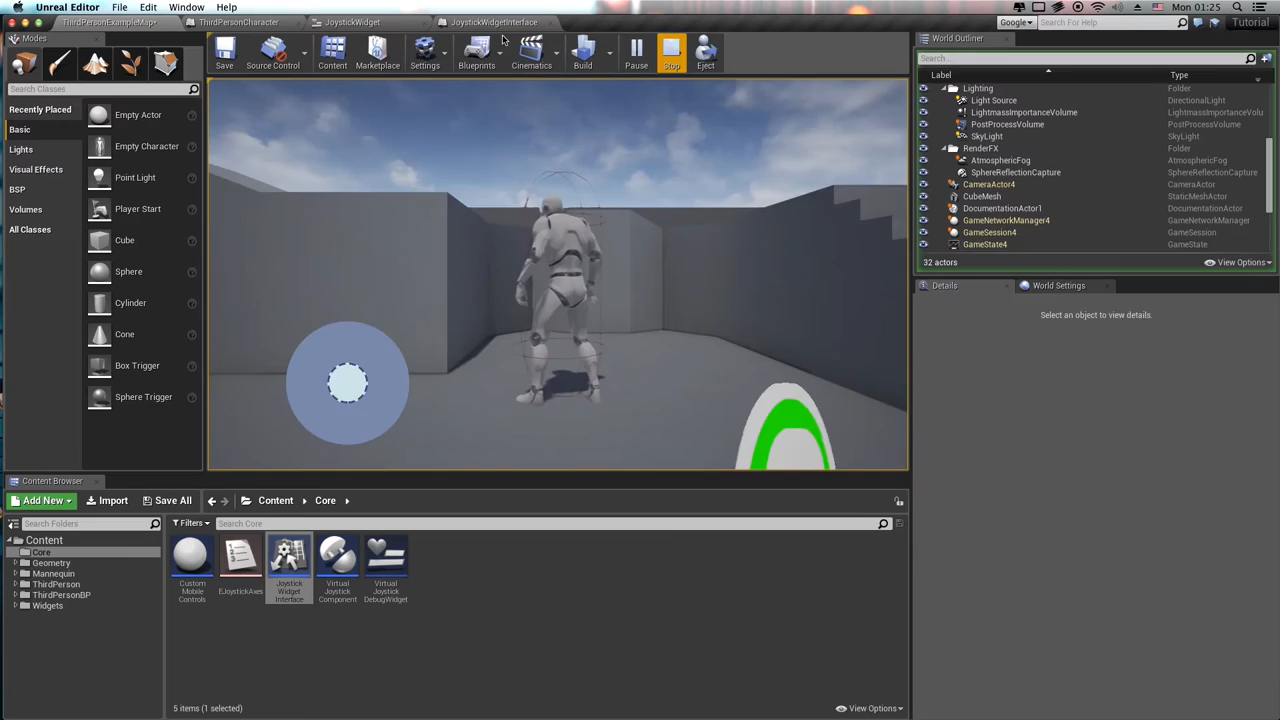 Unreal Editor File Edit Window Help Mon 01:25
ThirdPersonExampleMap* ThirdPersonCharacter JoystickWidget JoystickWidgetInterface Google Search For Help Tutorial
Modes
Save Source Control Content Marketplace Settings Blueprints Cinematics Build Pause Stop Eject
World Outliner
Search...
Label Type
Search Classes
Recently Placed
Basic
Lights
Visual Effects
BSP
Volumes
All Classes
Empty Actor
Empty Character
Point Light
Player Start
Cube
Sphere
Cylinder
Cone
Box Trigger
Sphere Trigger
Lighting Folder
Light Source DirectionalLight
LightmassImportanceVolume LightmassImportanceVolu
PostProcessVolume PostProcessVolume
SkyLight SkyLight
RenderFX Folder
AtmosphericFog AtmosphericFog
SphereReflectionCapture SphereReflectionCapture
CameraActor4 CameraActor
CubeMesh StaticMeshActor
DocumentationActor1 DocumentationActor
GameNetworkManager4 GameNetworkManager
GameSession4 GameSession
GameState4 GameState
32 actors View Options
Details World Settings
Select an object to view details.
Content Browser
Add New Import Save All Content Core
Search Folders
Filters Search Core
Content
Core
Geometry
Mannequin
ThirdPerson
ThirdPersonBP
Widgets
Custom
Mobile
Controls
EJoystickAxes
Joystick
Widget
Interface
Virtual
Joystick
Component
Virtual
Joystick
DebugWidget
5 items (1 selected) View Options